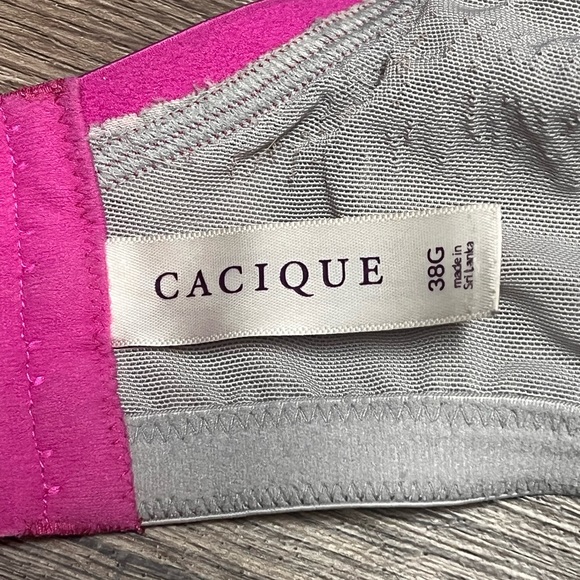 CACIQUE
38G
made in
Sri Lanka